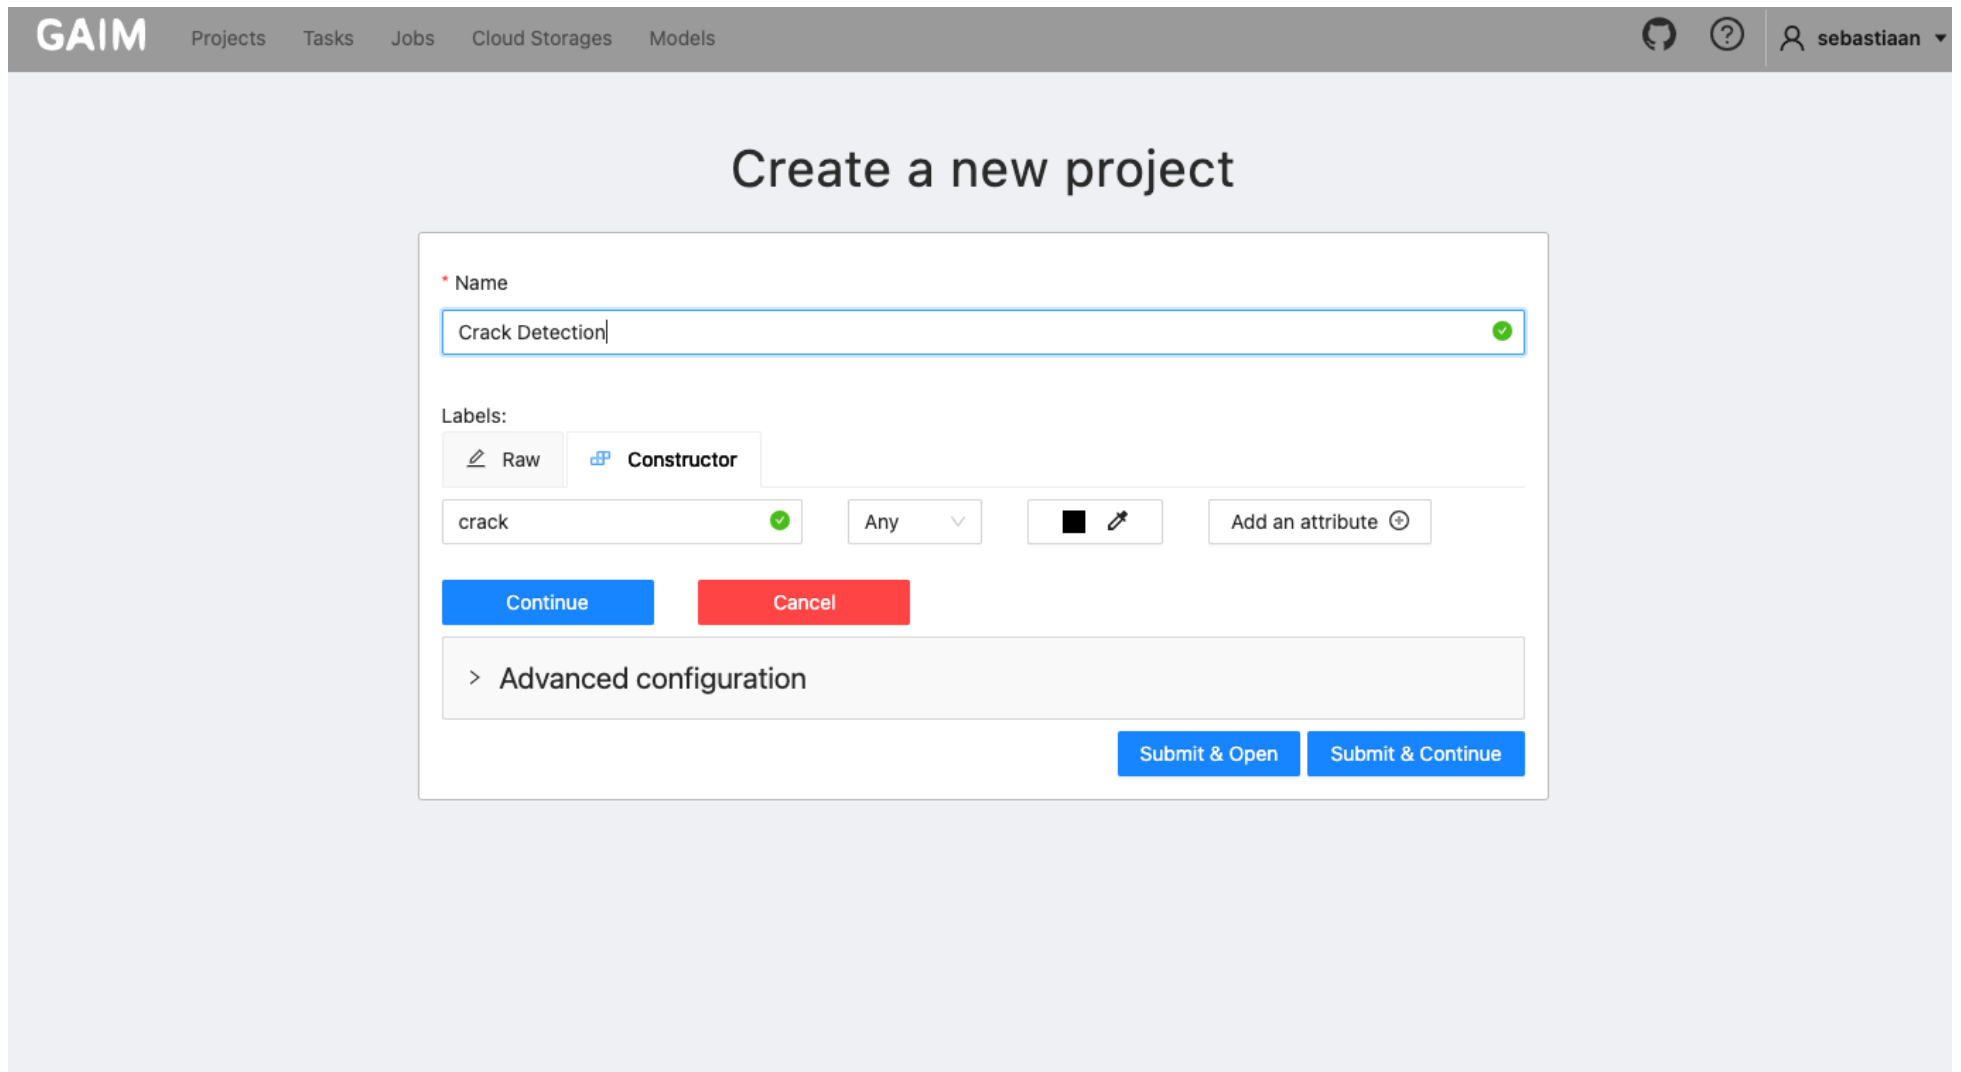 GAIM Projects Tasks Jobs Cloud Storages Models sebastiaan
Create a new project
* Name
Crack Detection
Labels:
Raw Constructor
crack Any Add an attribute
Continue Cancel
> Advanced configuration
Submit & Open Submit & Continue